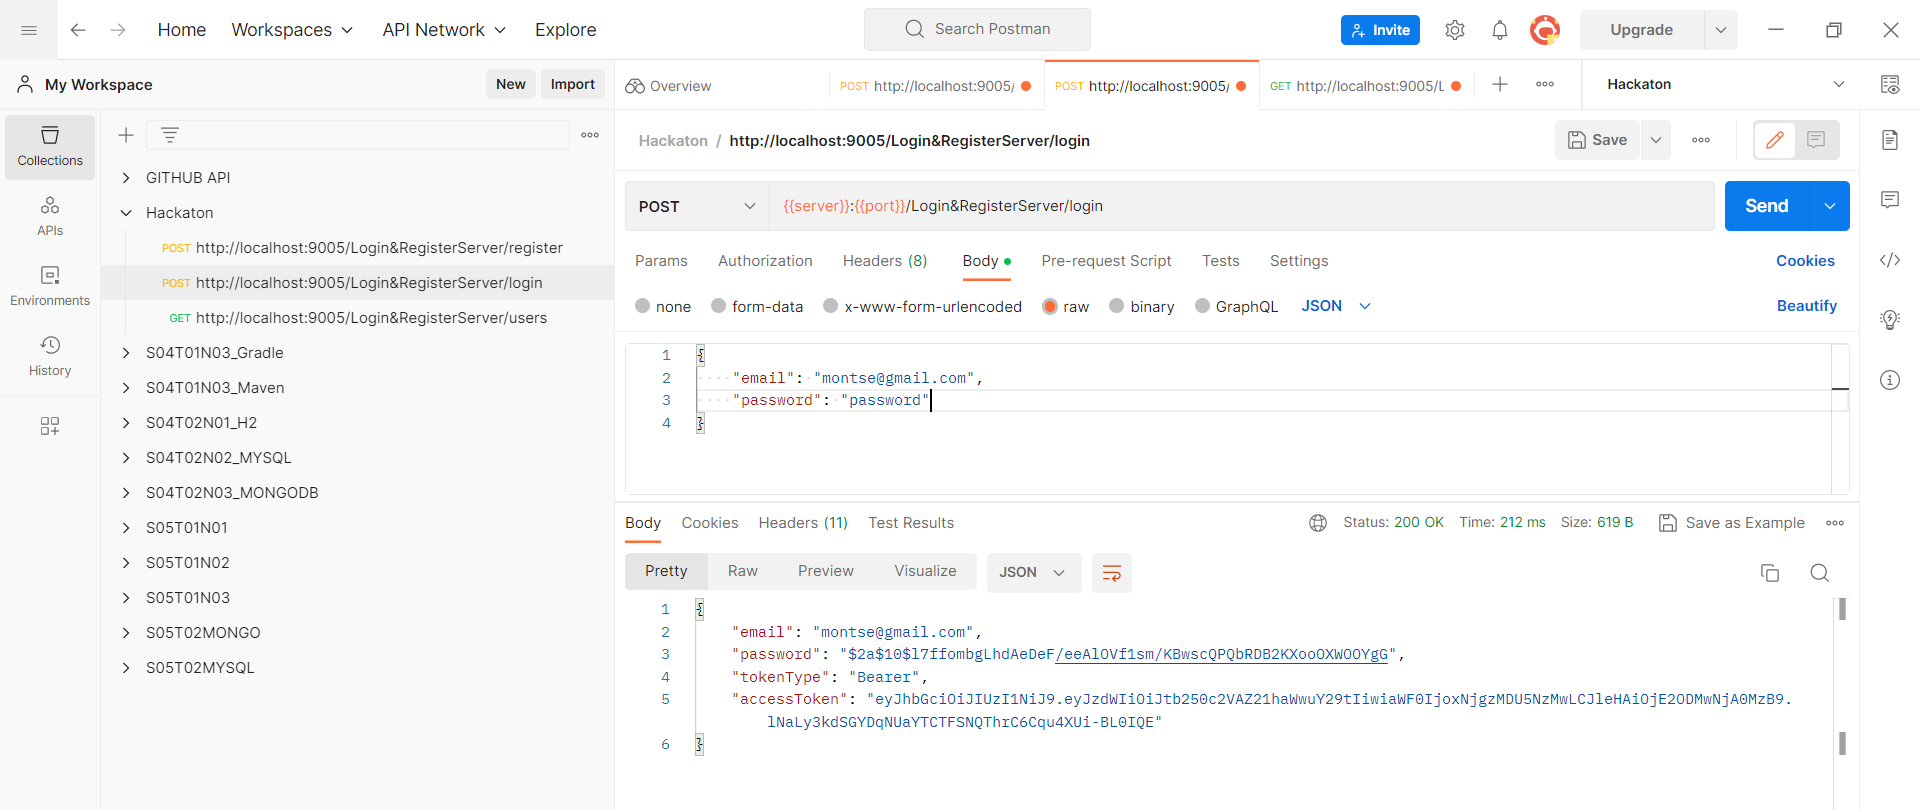 Home Workspaces API Network Explore Search Postman Invite Upgrade
My Workspace New Import
Overview POST http://localhost:9005/ POST http://localhost:9005/ GET http://localhost:9005/L Hackaton
Collections
APIs
Environments
History
GITHUB API
Hackaton
POST http://localhost:9005/Login&RegisterServer/register
POST http://localhost:9005/Login&RegisterServer/login
GET http://localhost:9005/Login&RegisterServer/users
S04T01N03_Gradle
S04T01N03_Maven
S04T02N01_H2
S04T02N02_MYSQL
S04T02N03_MONGODB
S05T01N01
S05T01N02
S05T01N03
S05T02MONGO
S05T02MYSQL
Hackaton / http://localhost:9005/Login&RegisterServer/login Save
POST {{server}}:{{port}}/Login&RegisterServer/login Send
Params Authorization Headers (8) Body Pre-request Script Tests Settings Cookies
none form-data x-www-form-urlencoded raw binary GraphQL JSON Beautify
1 {
2 "email": "montse@gmail.com",
3 "password": "password"
4 }
Body Cookies Headers (11) Test Results Status: 200 OK Time: 212 ms Size: 619 B Save as Example
Pretty Raw Preview Visualize JSON
1 {
2 "email": "montse@gmail.com",
3 "password": "$2a$10$l7ffombgLhdAeDeF/eeAlOVf1sm/KBwscQPQbRDB2KXooOXWOOYgG",
4 "tokenType": "Bearer",
5 "accessToken": "eyJhbGciOiJIUzI1NiJ9.eyJzdWIiOiJtb250c2VAZ21haWwuY29tIiwiaWF0IjoxNjgzMDU5NzMwLCJleHAiOjE2ODMwNjA0MzB9.
lNaLy3kdSGYDqNUaYTCTFSNQThrC6Cqu4XUi-BL0IQE"
6 }